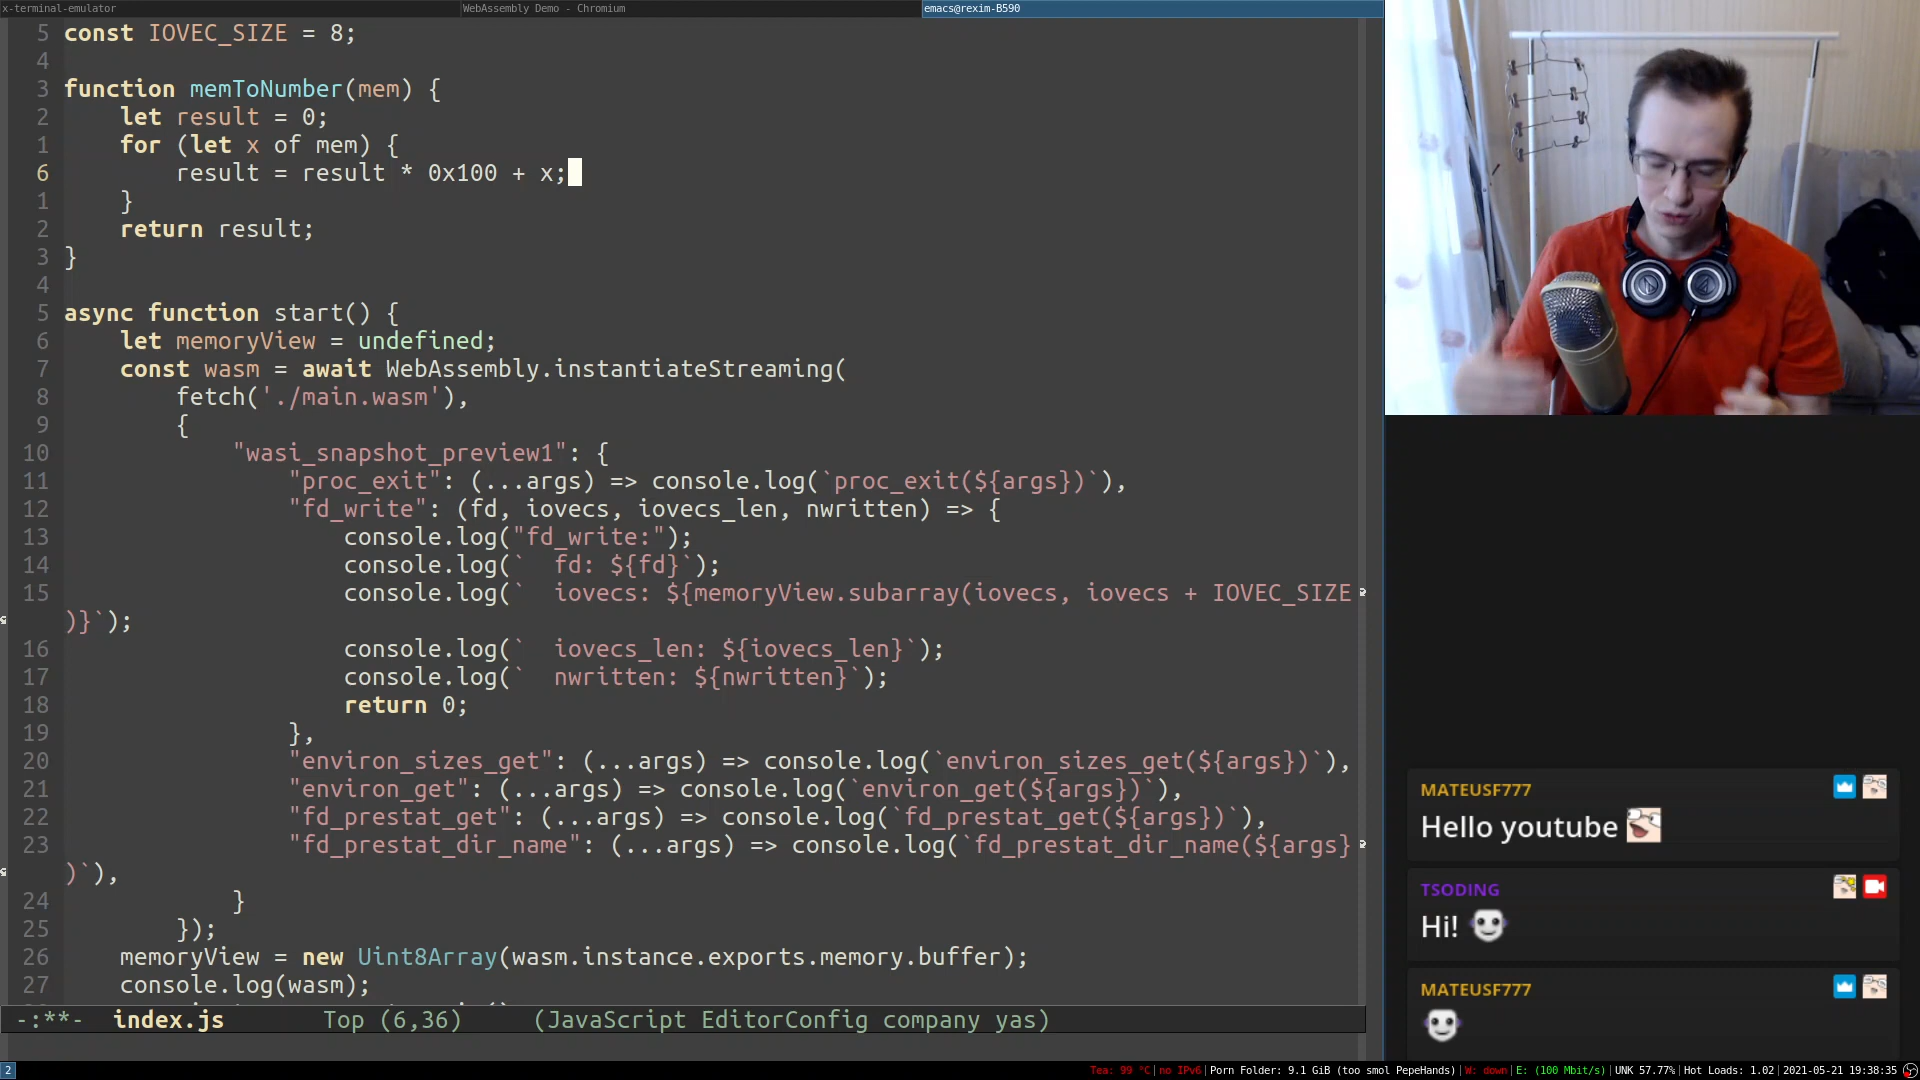 x-terminal-emulator
WebAssembly Demo - Chromium
emacs@rexim-B590
5 const IOVEC_SIZE = 8;
4
3 function memToNumber(mem) {
2     let result = 0;
1     for (let x of mem) {
6         result = result * 0x100 + x;
1     }
2     return result;
3 }
4
5 async function start() {
6     let memoryView = undefined;
7     const wasm = await WebAssembly.instantiateStreaming(
8         fetch('./main.wasm'),
9         {
10             "wasi_snapshot_preview1": {
11                 "proc_exit": (...args) => console.log(`proc_exit(${args})`),
12                 "fd_write": (fd, iovecs, iovecs_len, nwritten) => {
13                     console.log("fd_write:");
14                     console.log(`  fd: ${fd}`);
15                     console.log(`  iovecs: ${memoryView.subarray(iovecs, iovecs + IOVEC_SIZE
)}`);
16                     console.log(`  iovecs_len: ${iovecs_len}`);
17                     console.log(`  nwritten: ${nwritten}`);
18                     return 0;
19                 },
20                 "environ_sizes_get": (...args) => console.log(`environ_sizes_get(${args})`),
21                 "environ_get": (...args) => console.log(`environ_get(${args})`),
22                 "fd_prestat_get": (...args) => console.log(`fd_prestat_get(${args})`),
23                 "fd_prestat_dir_name": (...args) => console.log(`fd_prestat_dir_name(${args}
)`),
24             }
25         });
26     memoryView = new Uint8Array(wasm.instance.exports.memory.buffer);
27     console.log(wasm);
-:**-  index.js       Top (6,36)     (JavaScript EditorConfig company yas)
MATEUSF777
Hello youtube
TSODING
Hi!
MATEUSF777
2
Tea: 99 °C|no IPv6|Porn Folder: 9.1 GiB (too smol PepeHands)|W: down|E: (100 Mbit/s)|UNK 57.77%|Hot Loads: 1.02|2021-05-21 19:38:35